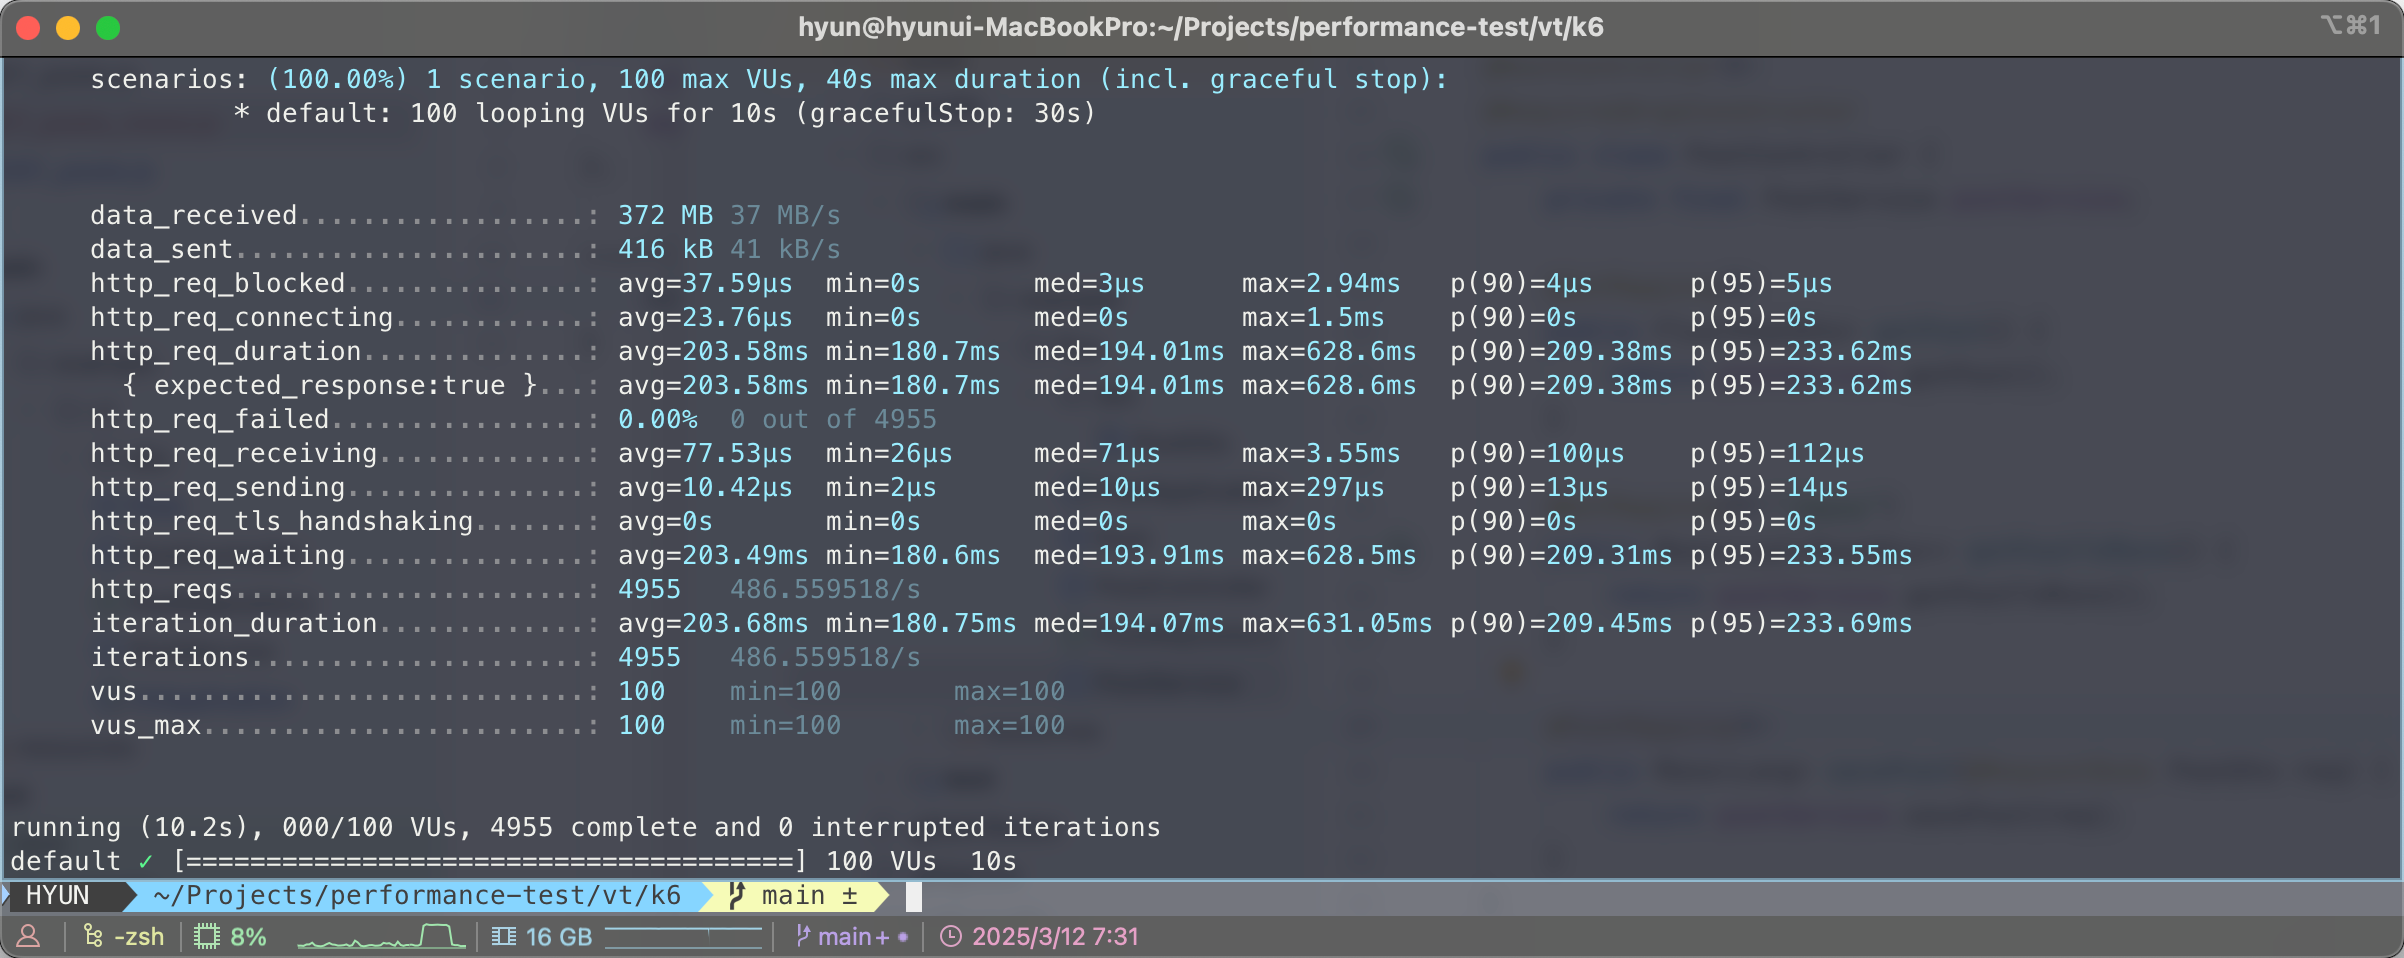 hyun@hyunui-MacBookPro:~/Projects/performance-test/vt/k6 ⌥⌘1
scenarios: (100.00%) 1 scenario, 100 max VUs, 40s max duration (incl. graceful stop):
* default: 100 looping VUs for 10s (gracefulStop: 30s)
data_received..................: 372 MB 37 MB/s
data_sent......................: 416 kB 41 kB/s
http_req_blocked...............: avg=37.59µs min=0s med=3µs max=2.94ms p(90)=4µs p(95)=5µs
http_req_connecting............: avg=23.76µs min=0s med=0s max=1.5ms p(90)=0s p(95)=0s
http_req_duration..............: avg=203.58ms min=180.7ms med=194.01ms max=628.6ms p(90)=209.38ms p(95)=233.62ms
{ expected_response:true }...: avg=203.58ms min=180.7ms med=194.01ms max=628.6ms p(90)=209.38ms p(95)=233.62ms
http_req_failed................: 0.00% 0 out of 4955
http_req_receiving.............: avg=77.53µs min=26µs med=71µs max=3.55ms p(90)=100µs p(95)=112µs
http_req_sending...............: avg=10.42µs min=2µs med=10µs max=297µs p(90)=13µs p(95)=14µs
http_req_tls_handshaking.......: avg=0s min=0s med=0s max=0s p(90)=0s p(95)=0s
http_req_waiting...............: avg=203.49ms min=180.6ms med=193.91ms max=628.5ms p(90)=209.31ms p(95)=233.55ms
http_reqs......................: 4955 486.559518/s
iteration_duration.............: avg=203.68ms min=180.75ms med=194.07ms max=631.05ms p(90)=209.45ms p(95)=233.69ms
iterations.....................: 4955 486.559518/s
vus............................: 100 min=100 max=100
vus_max........................: 100 min=100 max=100
running (10.2s), 000/100 VUs, 4955 complete and 0 interrupted iterations
default ✓ [======================================] 100 VUs 10s
HYUN ~/Projects/performance-test/vt/k6 main ±
-zsh 8% 16 GB main+ • 2025/3/12 7:31